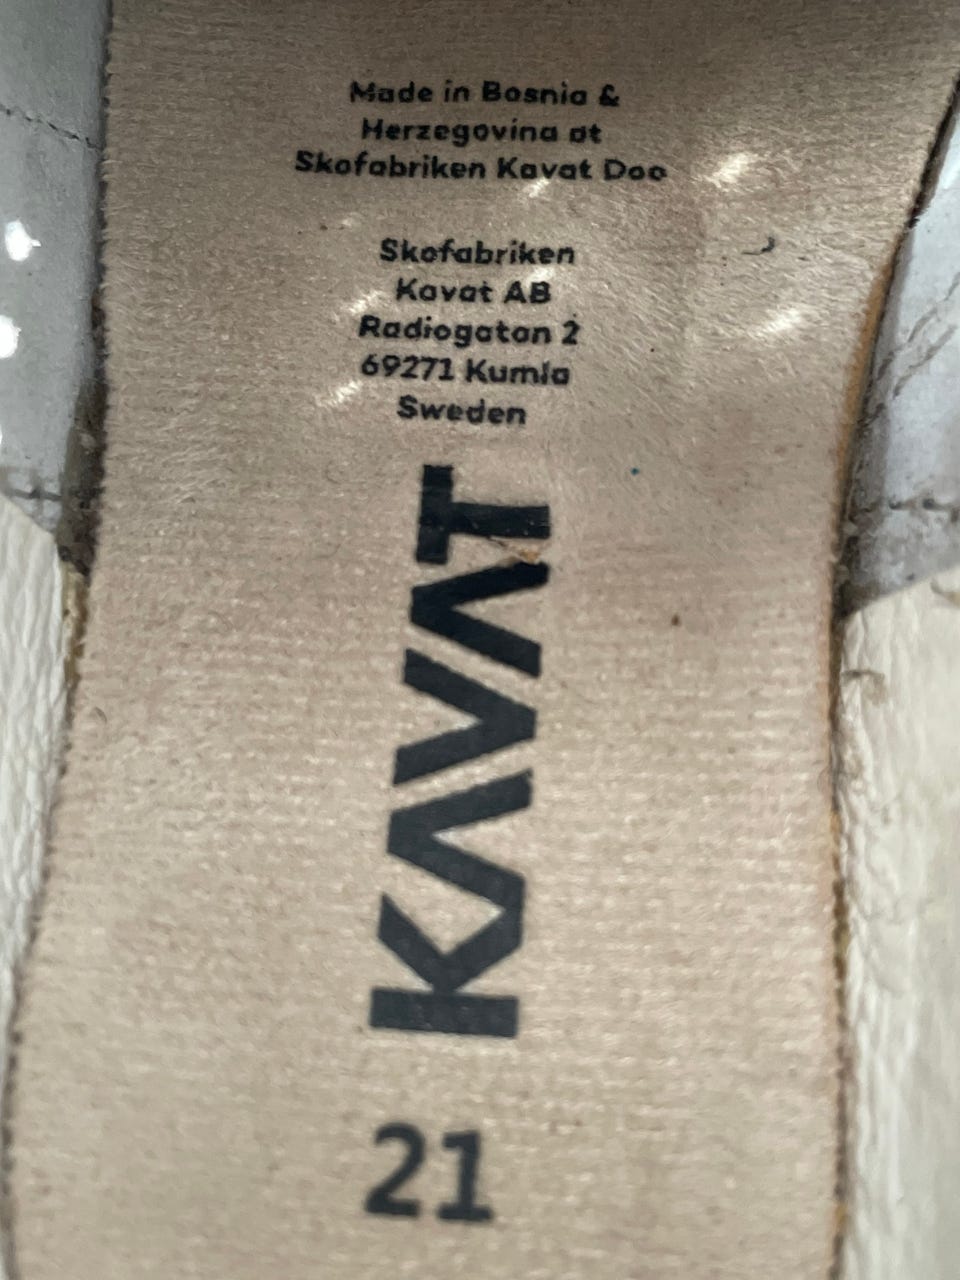 Made in Bosnia &
Herzegovina at
Skofabriken Kavat Doo
Skofabriken
Kavat AB
Radiogatan 2
69271 Kumla
Sweden
KAVAT
21